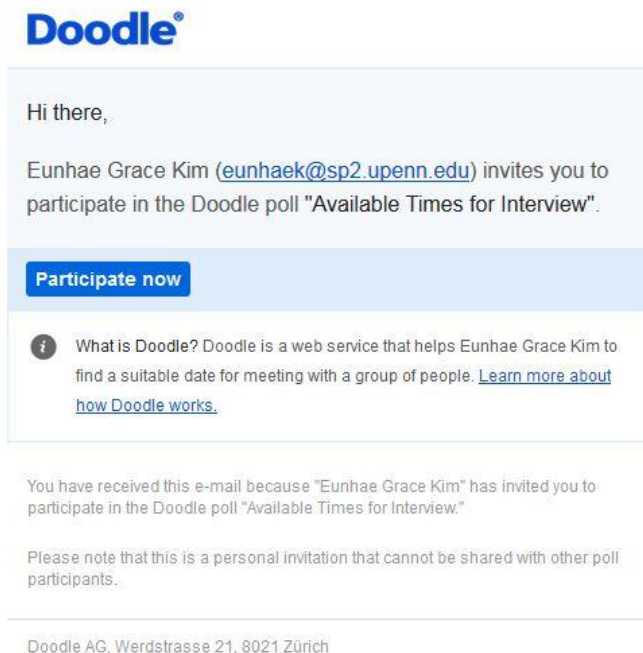 Doodle®
Hi there,
Eunhae Grace Kim (eunhaek@sp2.upenn.edu) invites you to
participate in the Doodle poll "Available Times for Interview".
Participate now
i What is Doodle? Doodle is a web service that helps Eunhae Grace Kim to
find a suitable date for meeting with a group of people. Learn more about
how Doodle works.
You have received this e-mail because "Eunhae Grace Kim" has invited you to
participate in the Doodle poll "Available Times for Interview."
Please note that this is a personal invitation that cannot be shared with other poll
participants.
Doodle AG, Werdstrasse 21, 8021 Zürich